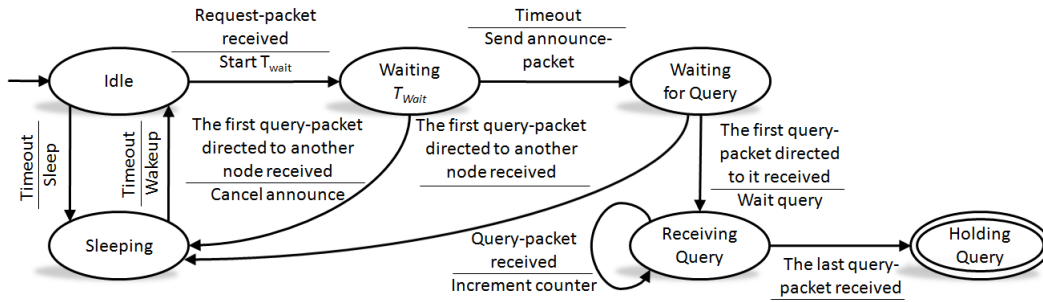 Request-packet
received
Start Twait
Timeout
Send announce-
packet
Idle
Waiting
TWait
Waiting
for Query
Timeout
Sleep
Timeout
Wakeup
The first query-packet
directed to another
node received
Cancel announce
The first query-packet
directed to another
node received
The first query-
packet directed
to it received
Wait query
Sleeping
Query-packet
received
Increment counter
Receiving
Query
The last query-
packet received
Holding
Query